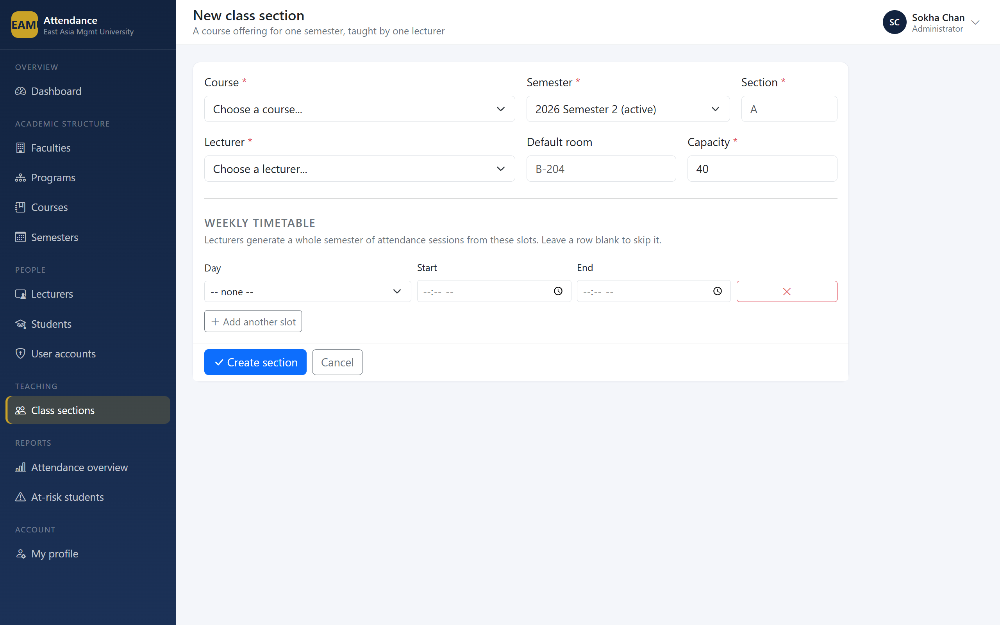 EAMU
Attendance
East Asia Mgmt University
OVERVIEW
Dashboard
ACADEMIC STRUCTURE
Faculties
Programs
Courses
Semesters
PEOPLE
Lecturers
Students
User accounts
TEACHING
Class sections
REPORTS
Attendance overview
At-risk students
ACCOUNT
My profile
New class section
A course offering for one semester, taught by one lecturer
SC
Sokha Chan
Administrator
Course * Semester * Section *
Choose a course... 2026 Semester 2 (active) A
Lecturer * Default room Capacity *
Choose a lecturer... B-204 40
WEEKLY TIMETABLE
Lecturers generate a whole semester of attendance sessions from these slots. Leave a row blank to skip it.
Day Start End
-- none -- --:-- -- --:-- --
Add another slot
Create section Cancel